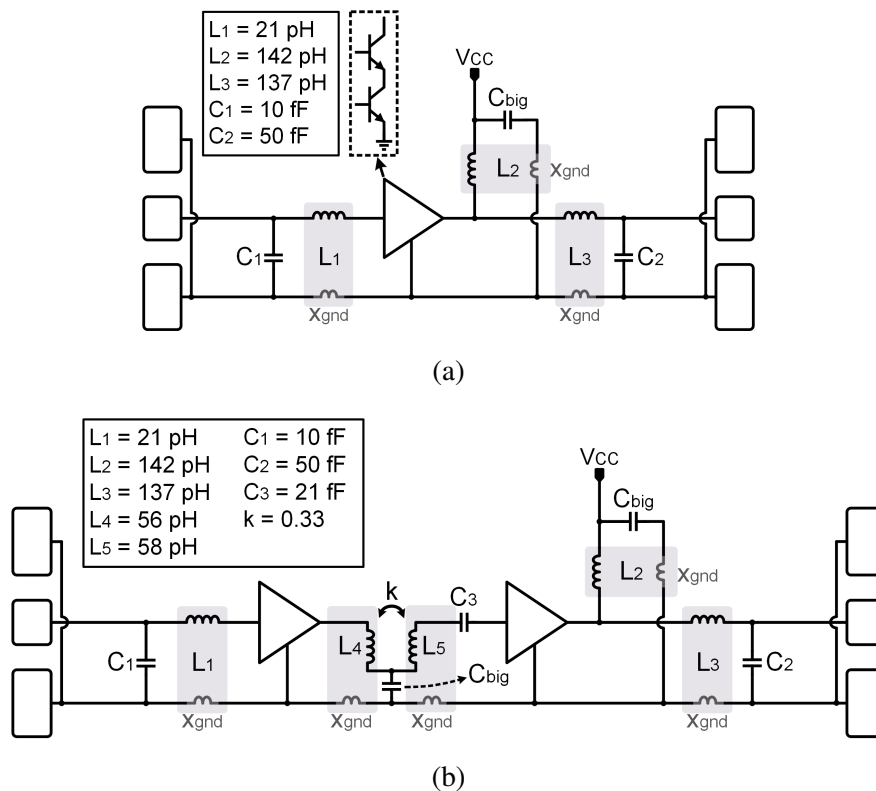 L1 = 21 pH
L2 = 142 pH
L3 = 137 pH
C1 = 10 fF
C2 = 50 fF
VCC
Cbig
L2
xgnd
C1
L1
L3
C2
xgnd
xgnd
(a)
L1 = 21 pH C1 = 10 fF
L2 = 142 pH C2 = 50 fF
L3 = 137 pH C3 = 21 fF
L4 = 56 pH k = 0.33
L5 = 58 pH
VCC
Cbig
L2
xgnd
k
C3
C1
L1
L4
L5
Cbig
L3
C2
xgnd
xgnd
xgnd
xgnd
(b)